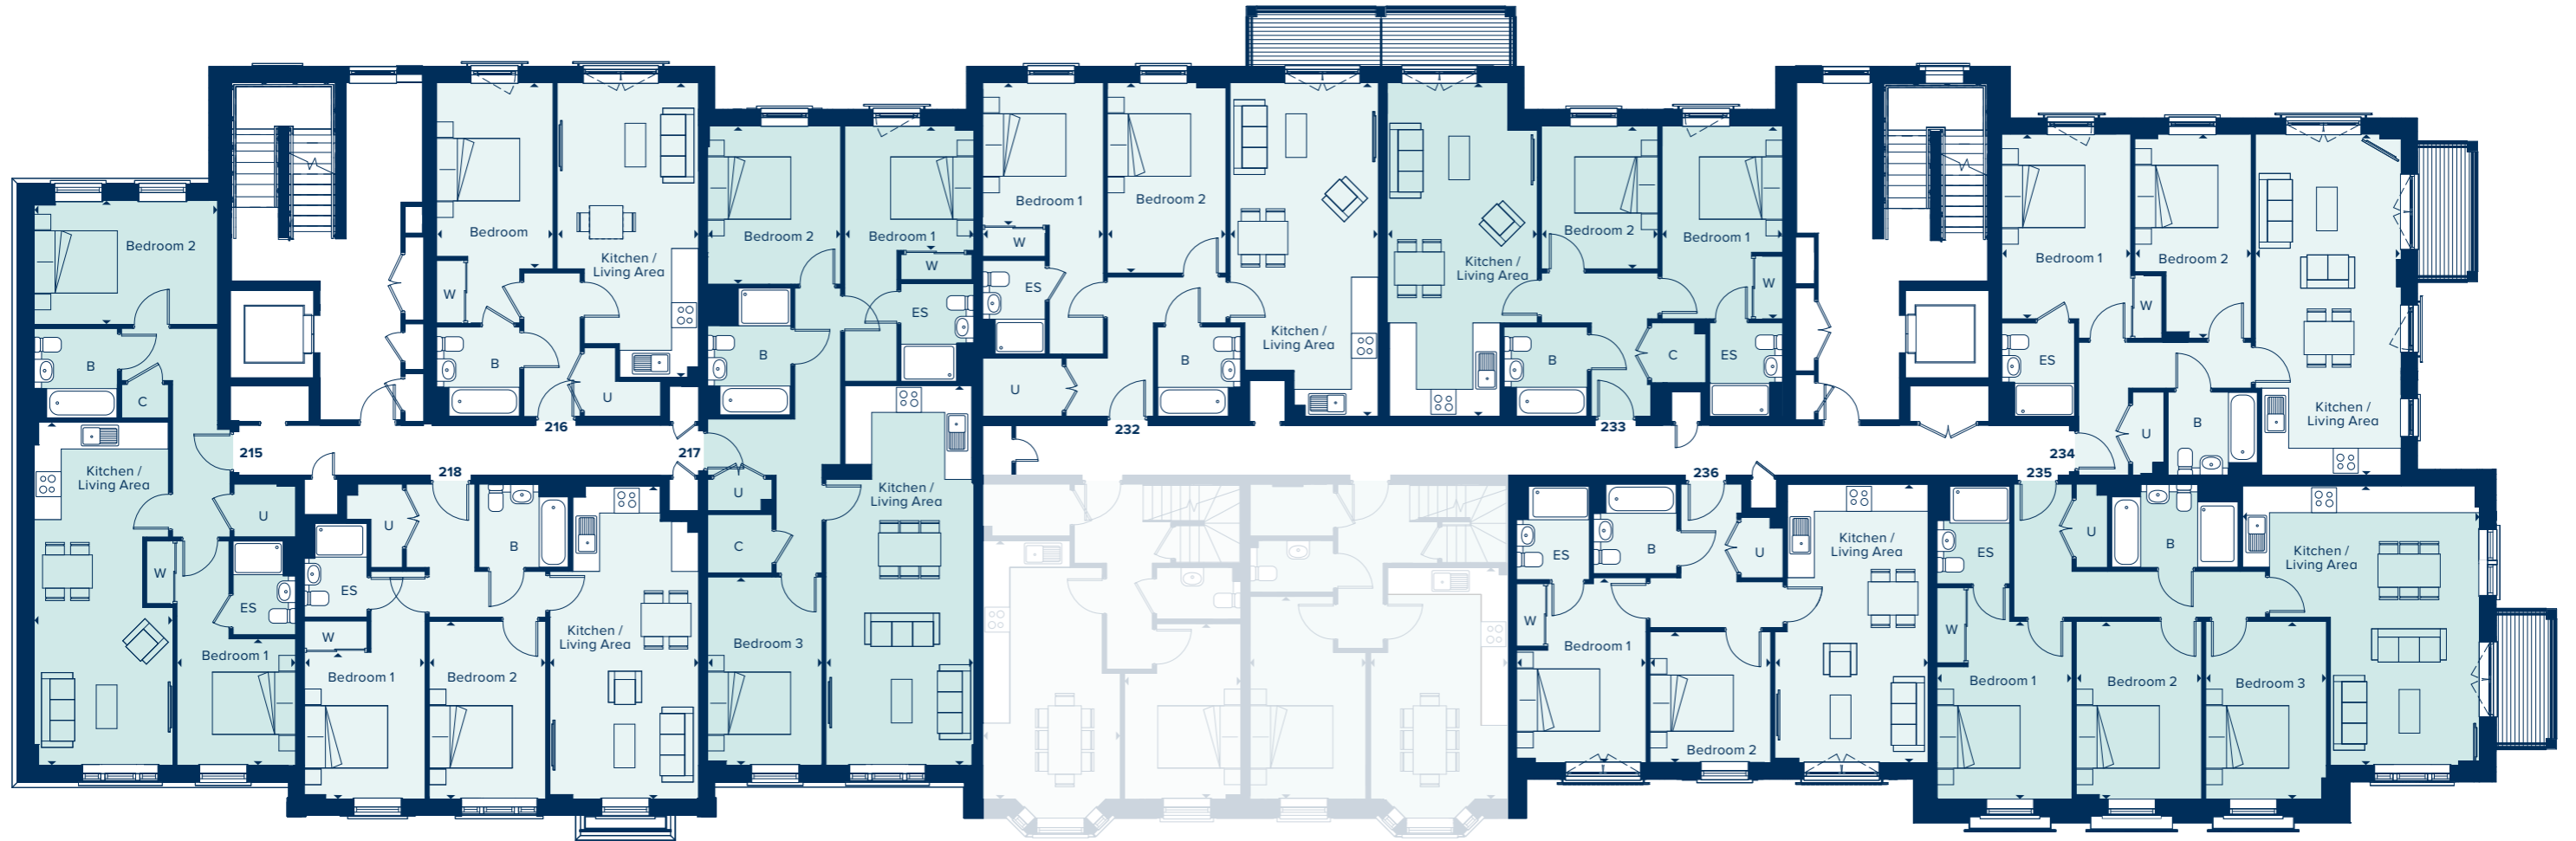 Bedroom 2
B
C
Kitchen /
Living Area
W
U
ES
Bedroom 1
215
Bedroom
W
B
Kitchen /
Living Area
U
216
218
U
ES
W
B
Bedroom 1
Bedroom 2
Kitchen /
Living Area
217
Bedroom 2
Bedroom 1
W
ES
B
U
C
Kitchen /
Living Area
Bedroom 3
Bedroom 1
W
ES
U
Bedroom 2
B
Kitchen /
Living Area
232
Kitchen /
Living Area
Bedroom 2
Bedroom 1
W
B
C
ES
233
Bedroom 1
Bedroom 2
W
ES
U
B
Kitchen /
Living Area
234
236
ES
B
U
W
Bedroom 1
Bedroom 2
Kitchen /
Living Area
235
ES
U
B
W
Bedroom 1
Bedroom 2
Bedroom 3
Kitchen /
Living Area